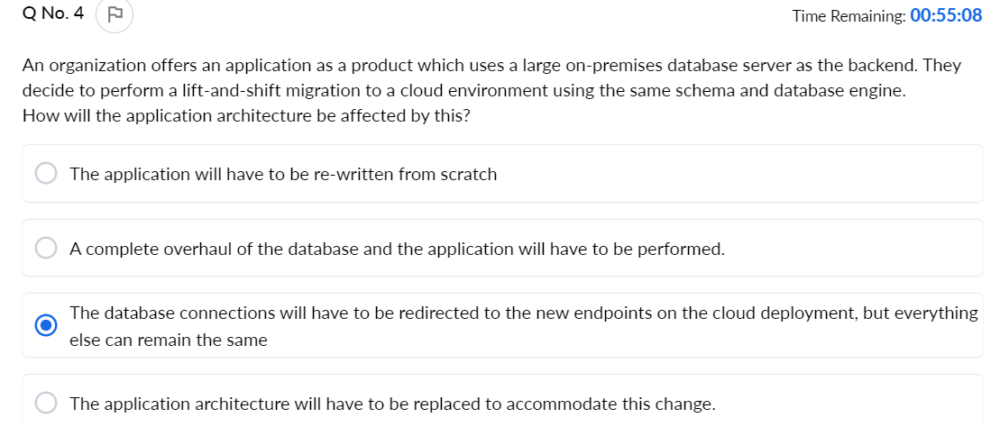 Q No. 4
Time Remaining: 00:55:08
An organization offers an application as a product which uses a large on-premises database server as the backend. They
decide to perform a lift-and-shift migration to a cloud environment using the same schema and database engine.
How will the application architecture be affected by this?
The application will have to be re-written from scratch
A complete overhaul of the database and the application will have to be performed.
The database connections will have to be redirected to the new endpoints on the cloud deployment, but everything
else can remain the same
The application architecture will have to be replaced to accommodate this change.